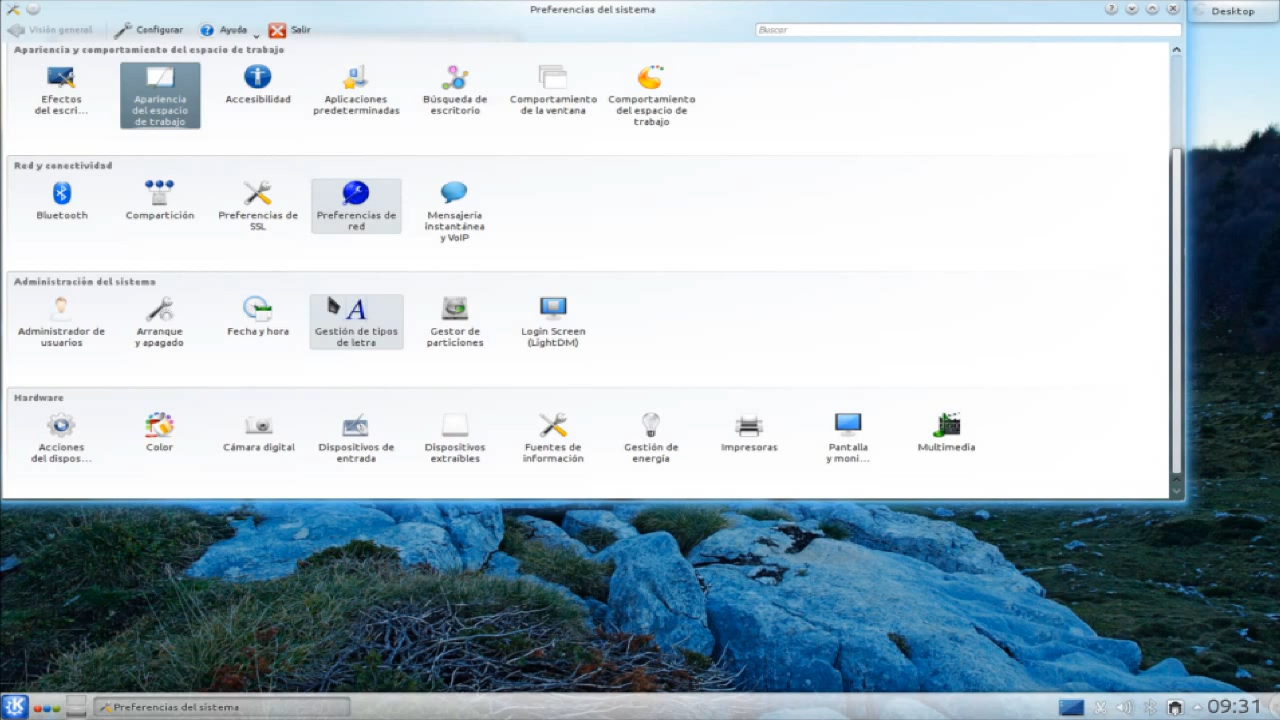 Preferencias del sistema
Desktop
Visión general
Configurar
Ayuda
Salir
Buscar
Apariencia y comportamiento del espacio de trabajo
Efectos
del escri...
Apariencia
del espacio
de trabajo
Accesibilidad
Aplicaciones
predeterminadas
Búsqueda de
escritorio
Comportamiento
de la ventana
Comportamiento
del espacio de
trabajo
Red y conectividad
Bluetooth
Compartición
Preferencias de
SSL
Preferencias de
red
Mensajería
instantánea
y VoIP
Administración del sistema
Administrador de
usuarios
Arranque
y apagado
Fecha y hora
Gestión de tipos
de letra
Gestor de
particiones
Login Screen
(LightDM)
Hardware
Acciones
del dispos...
Color
Cámara digital
Dispositivos de
entrada
Dispositivos
extraíbles
Fuentes de
información
Gestión de
energía
Impresoras
Pantalla
y moni...
Multimedia
Preferencias del sistema
09:31